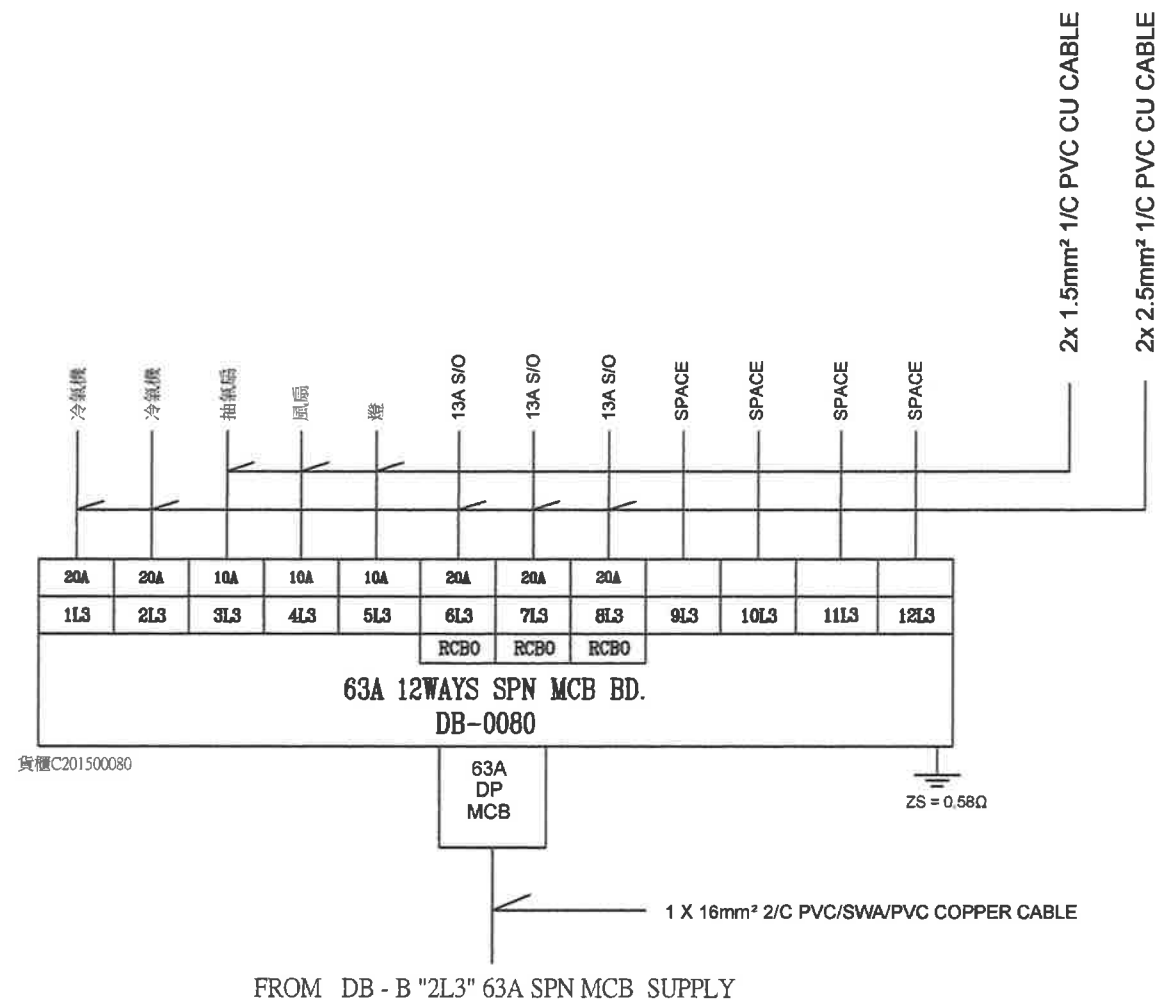 2x 1.5mm² 1/C PVC CU CABLE
2x 2.5mm² 1/C PVC CU CABLE
冷氣機
冷氣機
抽氣扇
風扇
燈
13A S/O
13A S/O
13A S/O
SPACE
SPACE
SPACE
SPACE
20A 20A 10A 10A 10A 20A 20A 20A
1L3 2L3 3L3 4L3 5L3 6L3 7L3 8L3 9L3 10L3 11L3 12L3
RCBO RCBO RCBO
63A 12WAYS SPN MCB BD.
DB-0080
貨櫃C201500080
63A
DP
MCB
ZS = 0.58Ω
1 X 16mm² 2/C PVC/SWA/PVC COPPER CABLE
FROM DB - B "2L3" 63A SPN MCB SUPPLY